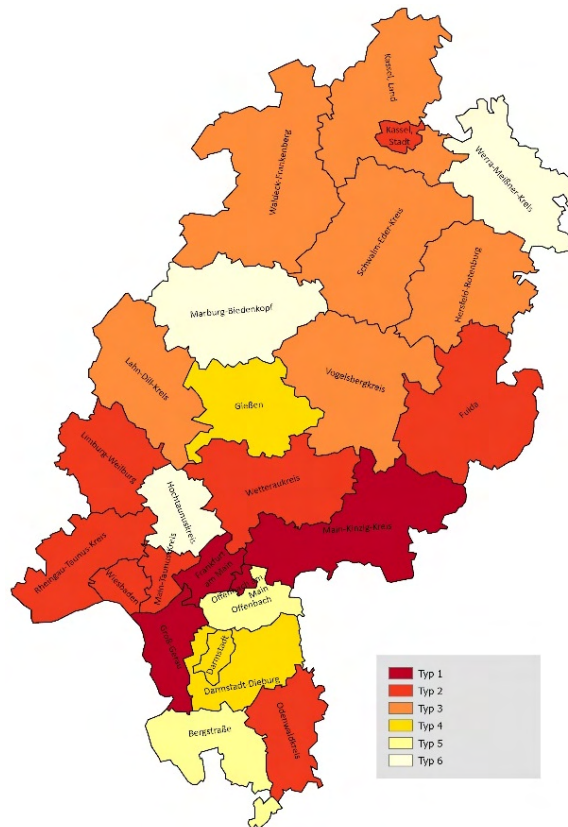 Kassel, Land
Kassel,
Stadt
Werra-Meißner-Kreis
Waldeck-Frankenberg
Schwalm-Eder-Kreis
Hersfeld-Rotenburg
Marburg-Biedenkopf
Lahn-Dill-Kreis
Vogelsbergkreis
Gießen
Fulda
Limburg-Weilburg
Wetteraukreis
Hochtaunuskreis
Main-Kinzig-Kreis
Rheingau-Taunus-Kreis
Main-Taunus-Kreis
Frankfurt
am Main
Wiesbaden
Offenbach am
Main
Offenbach
Groß-Gerau
Darmstadt
Darmstadt Dieburg
Odenwaldkreis
Bergstraße
Typ 1
Typ 2
Typ 3
Typ 4
Typ 5
Typ 6